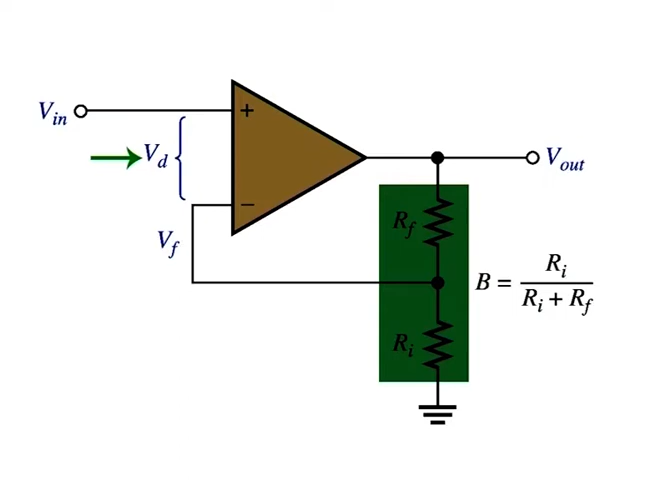 V_in
+
V_d
V_out
−
R_f
V_f
B = R_i / (R_i + R_f)
R_i